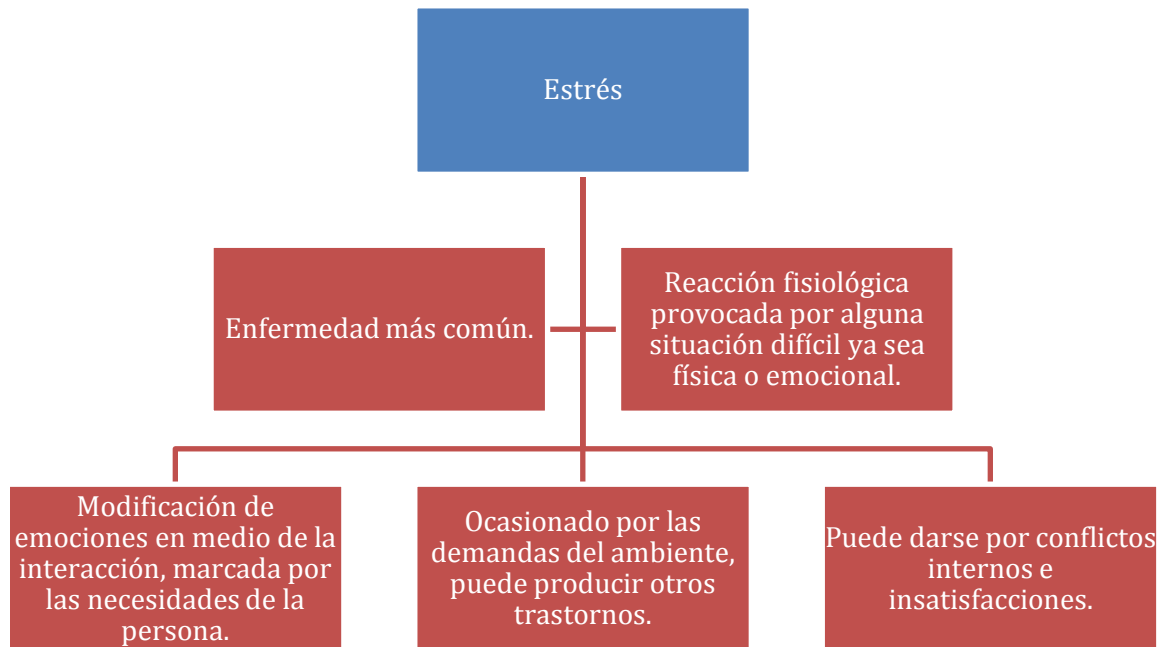 Estrés
Enfermedad más común.
Reacción fisiológica
provocada por alguna
situación difícil ya sea
física o emocional.
Modificación de
emociones en medio de la
interacción, marcada por
las necesidades de la
persona.
Ocasionado por las
demandas del ambiente,
puede producir otros
trastornos.
Puede darse por conflictos
internos e
insatisfacciones.